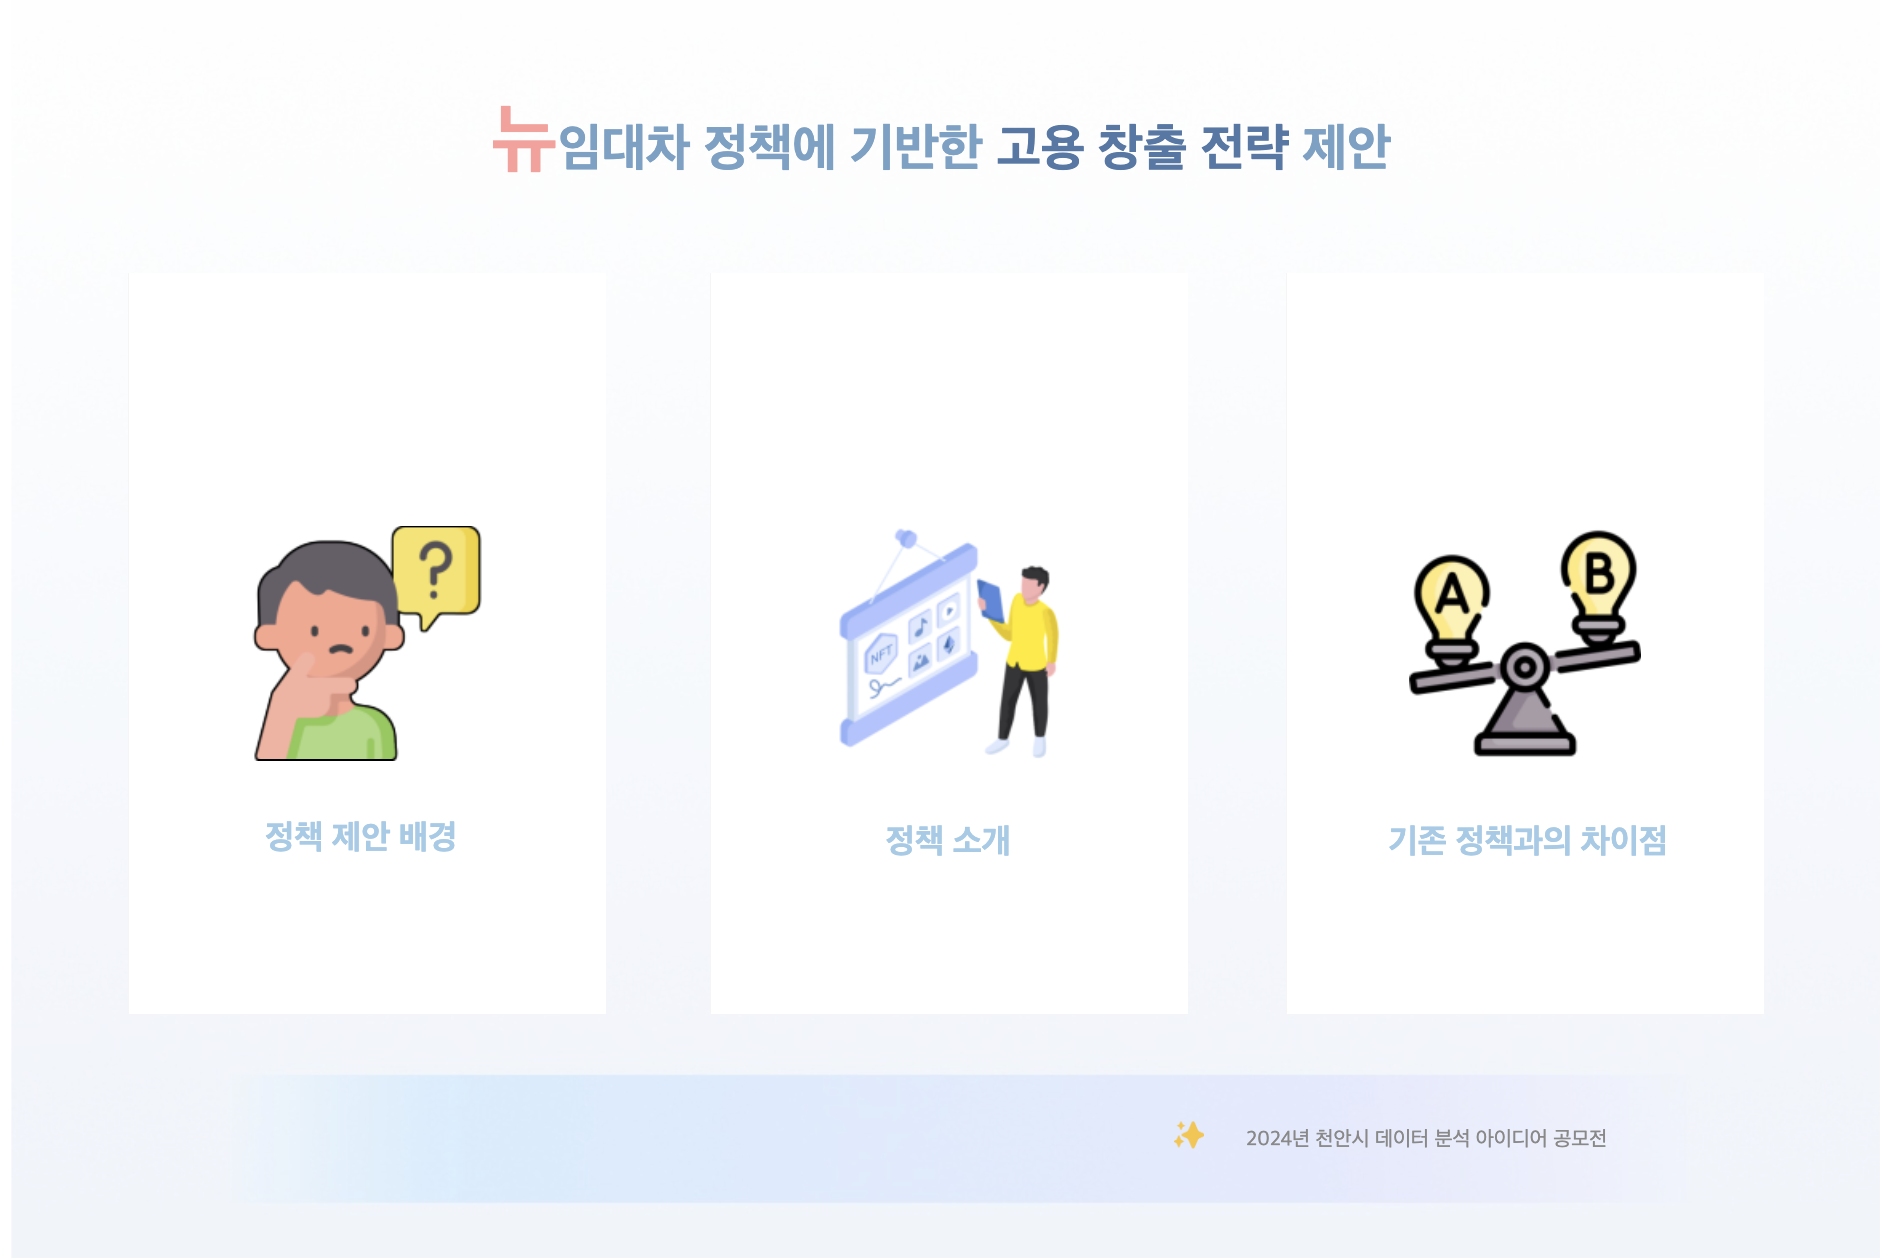 뉴임대차 정책에 기반한 고용 창출 전략 제안
?
NFT
A
B
정책 제안 배경
정책 소개
기존 정책과의 차이점
2024년 천안시 데이터 분석 아이디어 공모전